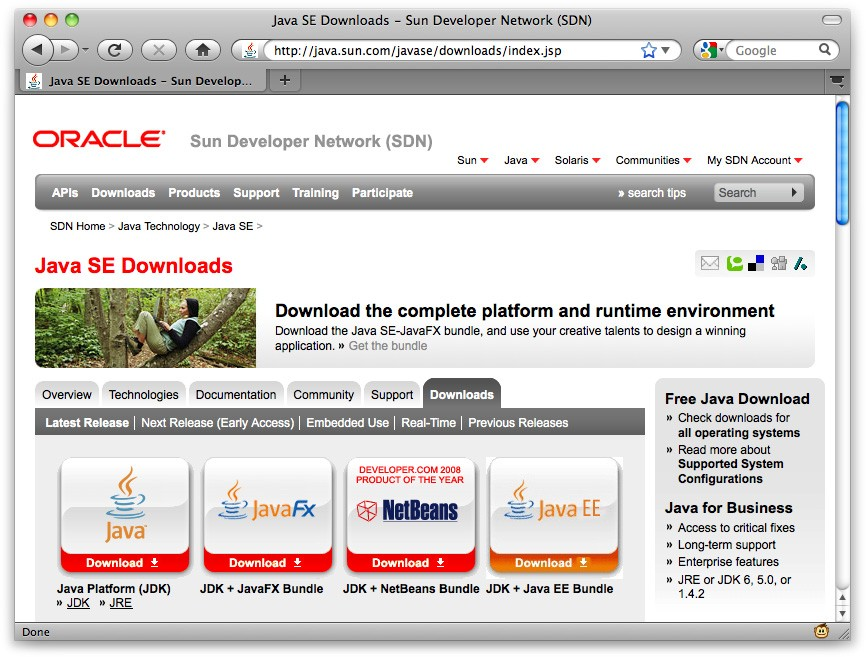 Java SE Downloads – Sun Developer Network (SDN)
http://java.sun.com/javase/downloads/index.jsp
Google
Java SE Downloads – Sun Develop...
+
ORACLE
Sun Developer Network (SDN)
Sun Java Solaris Communities My SDN Account
APIs Downloads Products Support Training Participate
» search tips
Search
SDN Home > Java Technology > Java SE >
Java SE Downloads
Download the complete platform and runtime environment
Download the Java SE-JavaFX bundle, and use your creative talents to design a winning
application. » Get the bundle
Overview Technologies Documentation Community Support Downloads
Latest Release | Next Release (Early Access) | Embedded Use | Real-Time | Previous Releases
Java
Download
Java Platform (JDK)
» JDK » JRE
JavaFX
Download
JDK + JavaFX Bundle
DEVELOPER.COM 2008
PRODUCT OF THE YEAR
NetBeans
Download
JDK + NetBeans Bundle
Java EE
Download
JDK + Java EE Bundle
Free Java Download
» Check downloads for
all operating systems
» Read more about
Supported System
Configurations
Java for Business
» Access to critical fixes
» Long-term support
» Enterprise features
» JRE or JDK 6, 5.0, or
1.4.2
Done